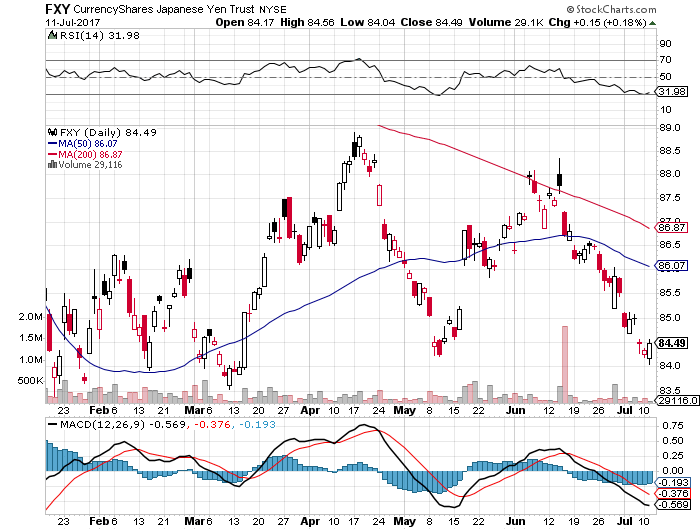 FXY CurrencyShares Japanese Yen Trust NYSE © StockCharts.com
11-Jul-2017 Open 84.17 High 84.56 Low 84.04 Close 84.49 Volume 29.1K Chg +0.15 (+0.18%)
RSI(14) 31.98
90
70
50
31.98
10
FXY (Daily) 84.49
MA(50) 86.07
MA(200) 86.87
Volume 29,116
89.0
88.5
88.0
87.5
87.0
86.87
86.5
86.07
85.5
85.0
84.49
84.0
83.5
2.0M
1.5M
1.0M
500K
29116.0
23 Feb 6 13 21 27 Mar 6 13 20 27 Apr 10 17 24 May 8 15 22 Jun 12 19 26 Jul 10
MACD(12,26,9) -0.569, -0.376, -0.193
0.75
0.50
0.25
0.00
-0.193
-0.376
-0.569
23 Feb 6 13 21 27 Mar 6 13 20 27 Apr 10 17 24 May 8 15 22 Jun 12 19 26 Jul 10